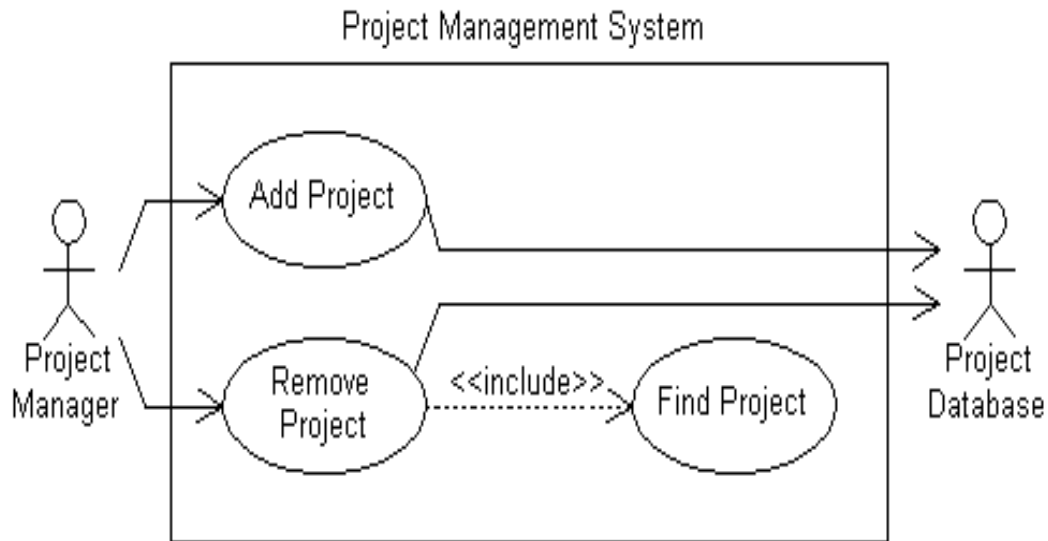 Project Management System
Add Project
Project
Manager
Remove
Project
<<include>>
Find Project
Project
Database